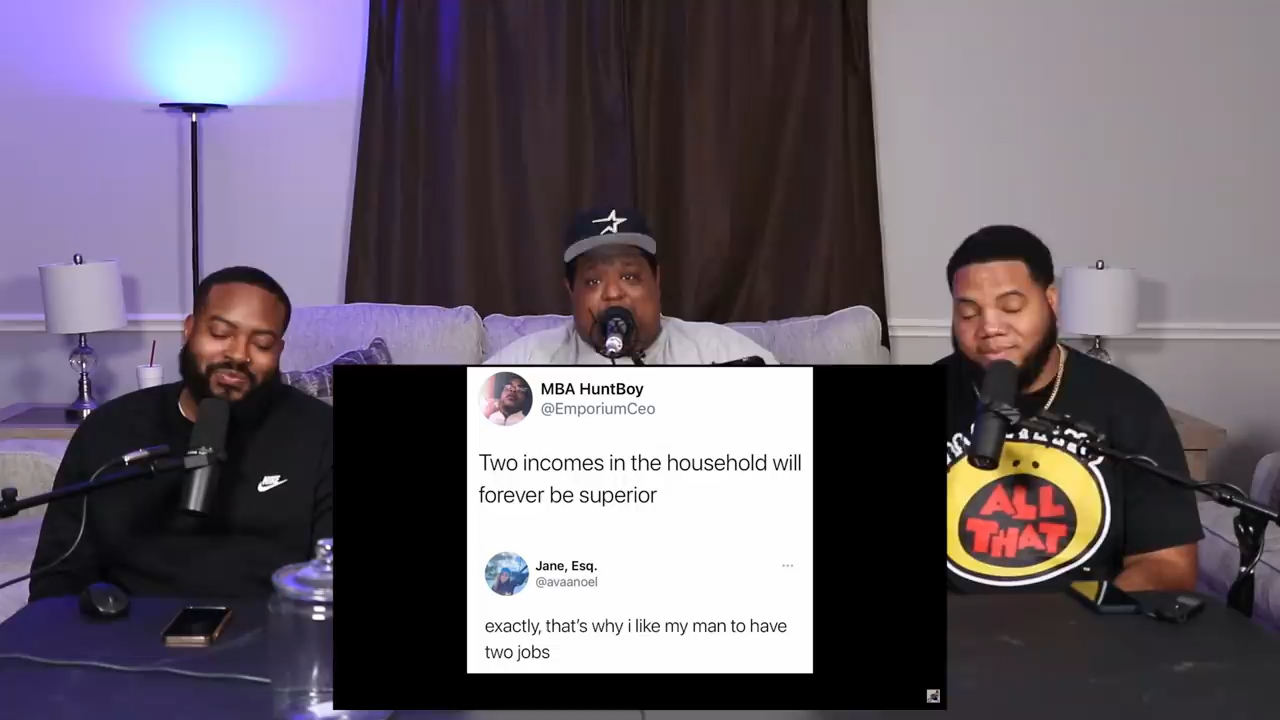 MBA HuntBoy
@EmporiumCeo
Two incomes in the household will
forever be superior
Jane, Esq.
@avaanoel
exactly, that's why i like my man to have
two jobs
ALL
THAT